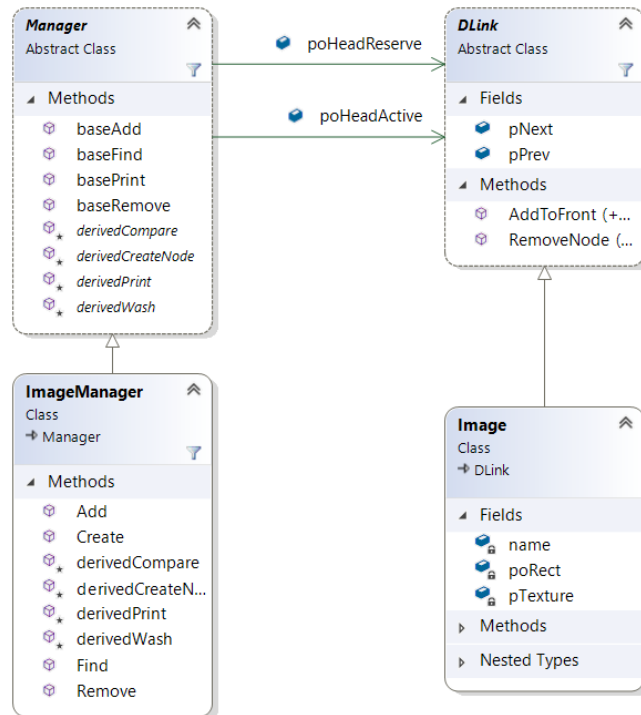 Manager
Abstract Class
Methods
baseAdd
baseFind
basePrint
baseRemove
derivedCompare
derivedCreateNode
derivedPrint
derivedWash
poHeadReserve
poHeadActive
DLink
Abstract Class
Fields
pNext
pPrev
Methods
AddToFront (+...
RemoveNode (...
ImageManager
Class
Manager
Methods
Add
Create
derivedCompare
derivedCreateN...
derivedPrint
derivedWash
Find
Remove
Image
Class
DLink
Fields
name
poRect
pTexture
Methods
Nested Types